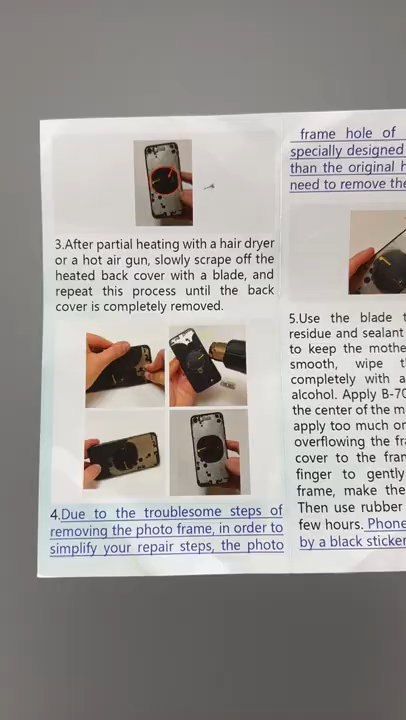 3.After partial heating with a hair dryer
or a hot air gun, slowly scrape off the
heated back cover with a blade, and
repeat this process until the back
cover is completely removed.
4.Due to the troublesome steps of
removing the photo frame, in order to
simplify your repair steps, the photo
frame hole of
specially designed
than the original
need to remove the
5.Use the blade
residue and sealant
to keep the mothe
smooth, wipe
completely with a
alcohol. Apply B-70
the center of the m
apply too much or
overflowing the fra
cover to the fram
finger to gently
frame, make the
Then use rubber
few hours. Phone
by a black sticker